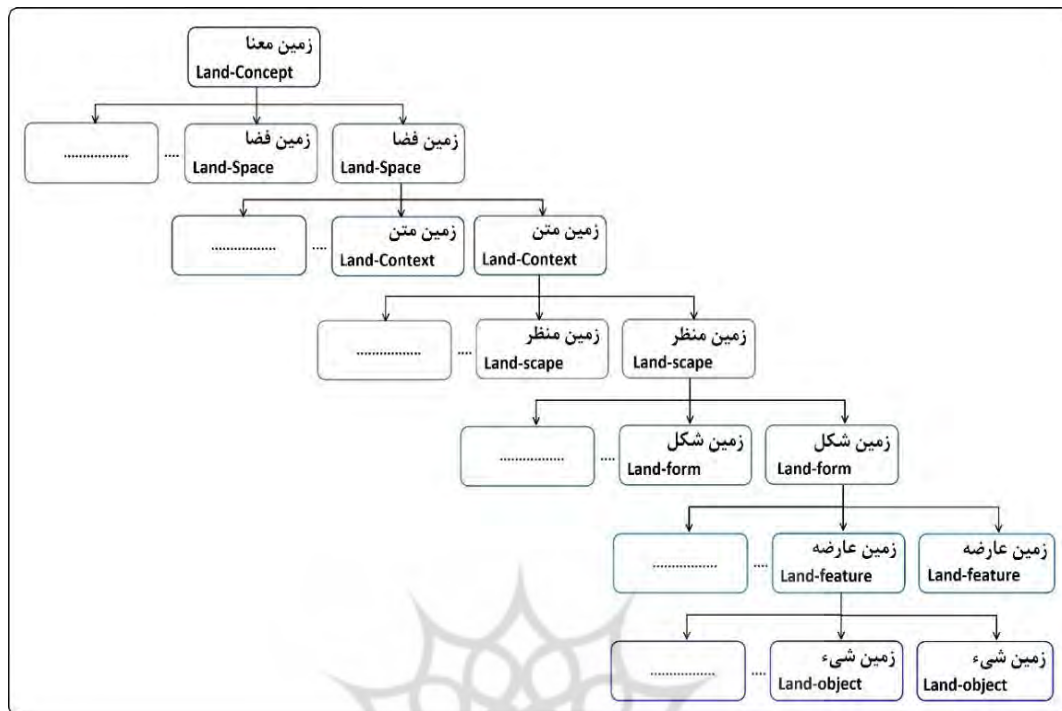 زمین معنا
Land-Concept
زمین فضا
Land-Space
زمین فضا
Land-Space
................
....
زمین متن
Land-Context
زمین متن
Land-Context
................
....
زمین منظر
Land-scape
زمین منظر
Land-scape
................
....
زمین شکل
Land-form
زمین شکل
Land-form
................
....
زمین عارضه
Land-feature
زمین عارضه
Land-feature
................
....
زمین شیء
Land-object
زمین شیء
Land-object
................
....